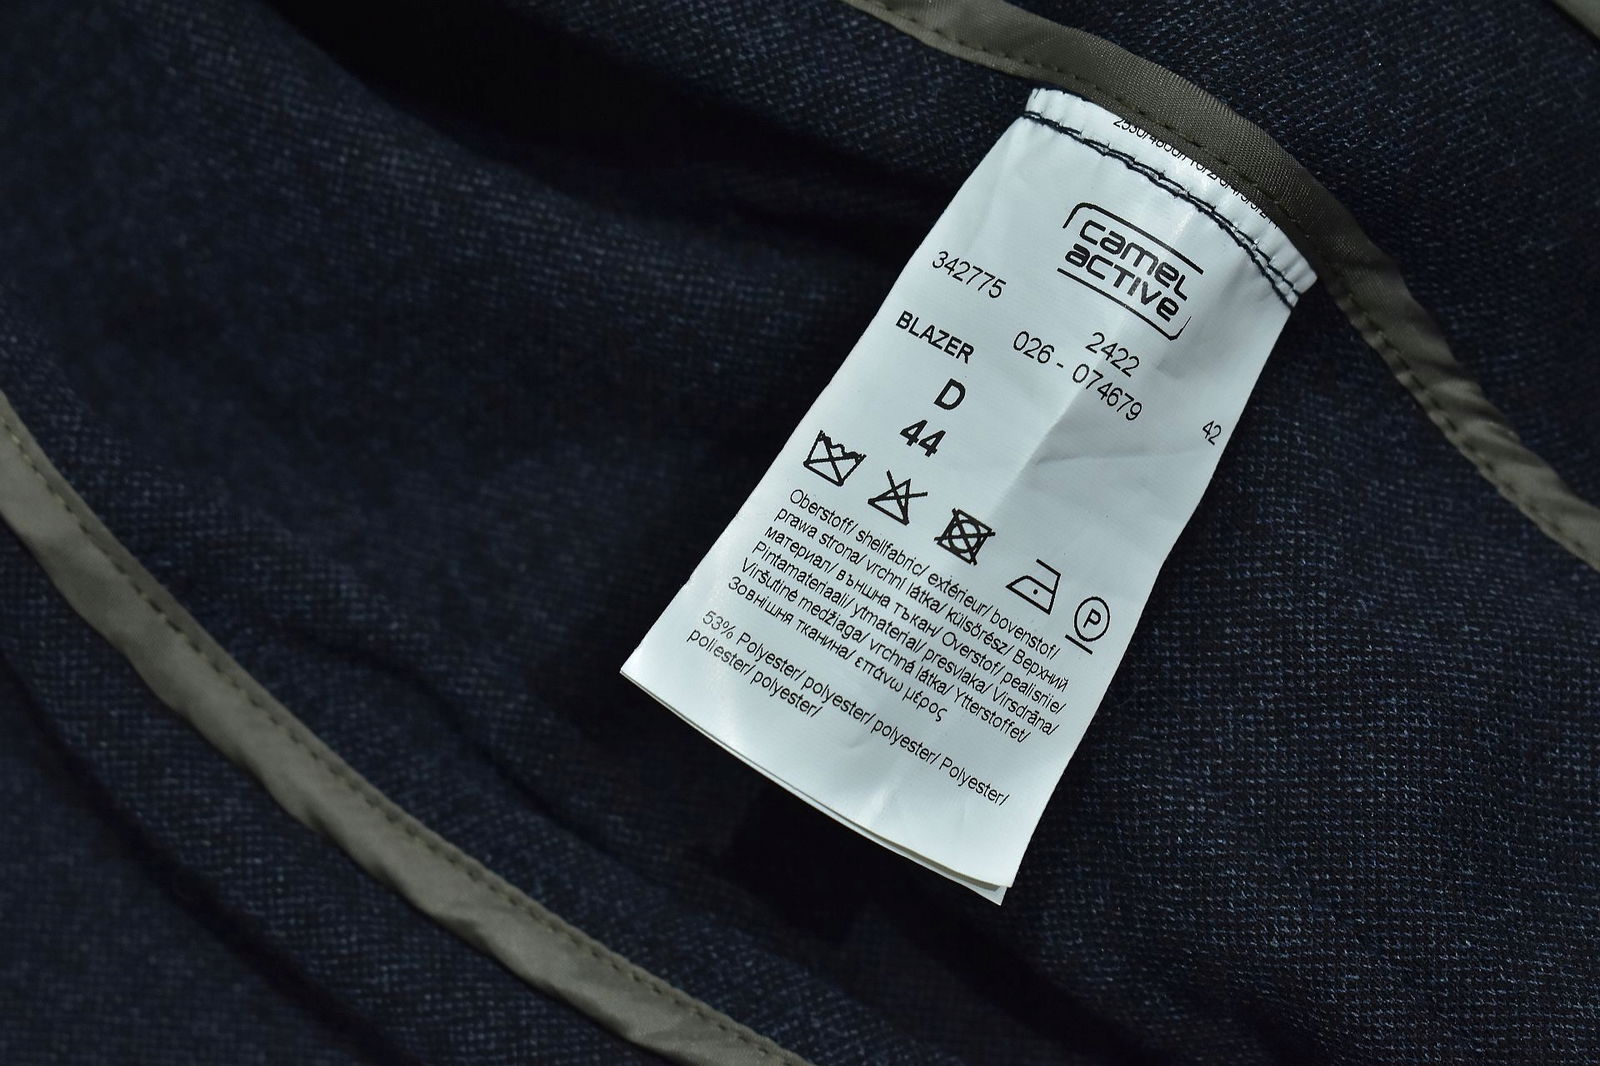 camel
active
342775
2422
BLAZER
026 - 074679
D
42
44
P
Oberstoff/ shellfabric/ extérieur/ bovenstof/
prawa strona/ vrchní látka/ külsőrész/ Верхний
материал/ външна тъкан/ Overstof/ pealisriie/
Pintamateriaali/ ytmaterial/ presvlaka/ Virsdrāna/
Viršutinė medžiaga/ vrchná látka/ Ytterstoffet/
Зовнішня тканина/ επάνω μέρος
53% Polyester/ polyester/ polyester/ Polyester/
poliester/ polyester/